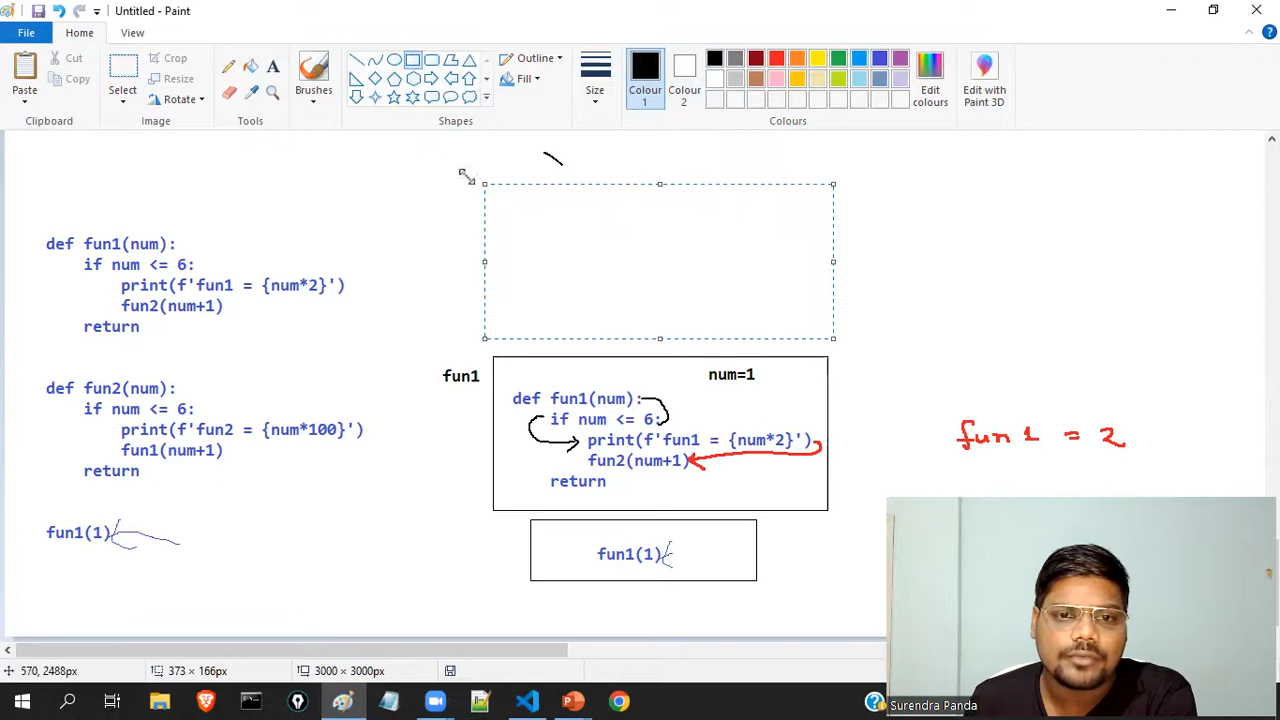 Untitled - Paint
File
Home
View
Paste
Cut
Copy
Clipboard
Select
Crop
Resize
Rotate
Image
A
Tools
Brushes
Outline
Fill
Shapes
Size
Colour
1
Colour
2
Edit
colours
Edit with
Paint 3D
Colours
def fun1(num):
if num <= 6:
print(f'fun1 = {num*2}')
fun2(num+1)
return
def fun2(num):
if num <= 6:
print(f'fun2 = {num*100}')
fun1(num+1)
return
fun1(1)
fun1
num=1
def fun1(num):
if num <= 6:
print(f'fun1 = {num*2}')
fun2(num+1)
return
fun1(1)
fun1 = 2
570, 2488px
373 × 166px
3000 × 3000px
Surendra Panda